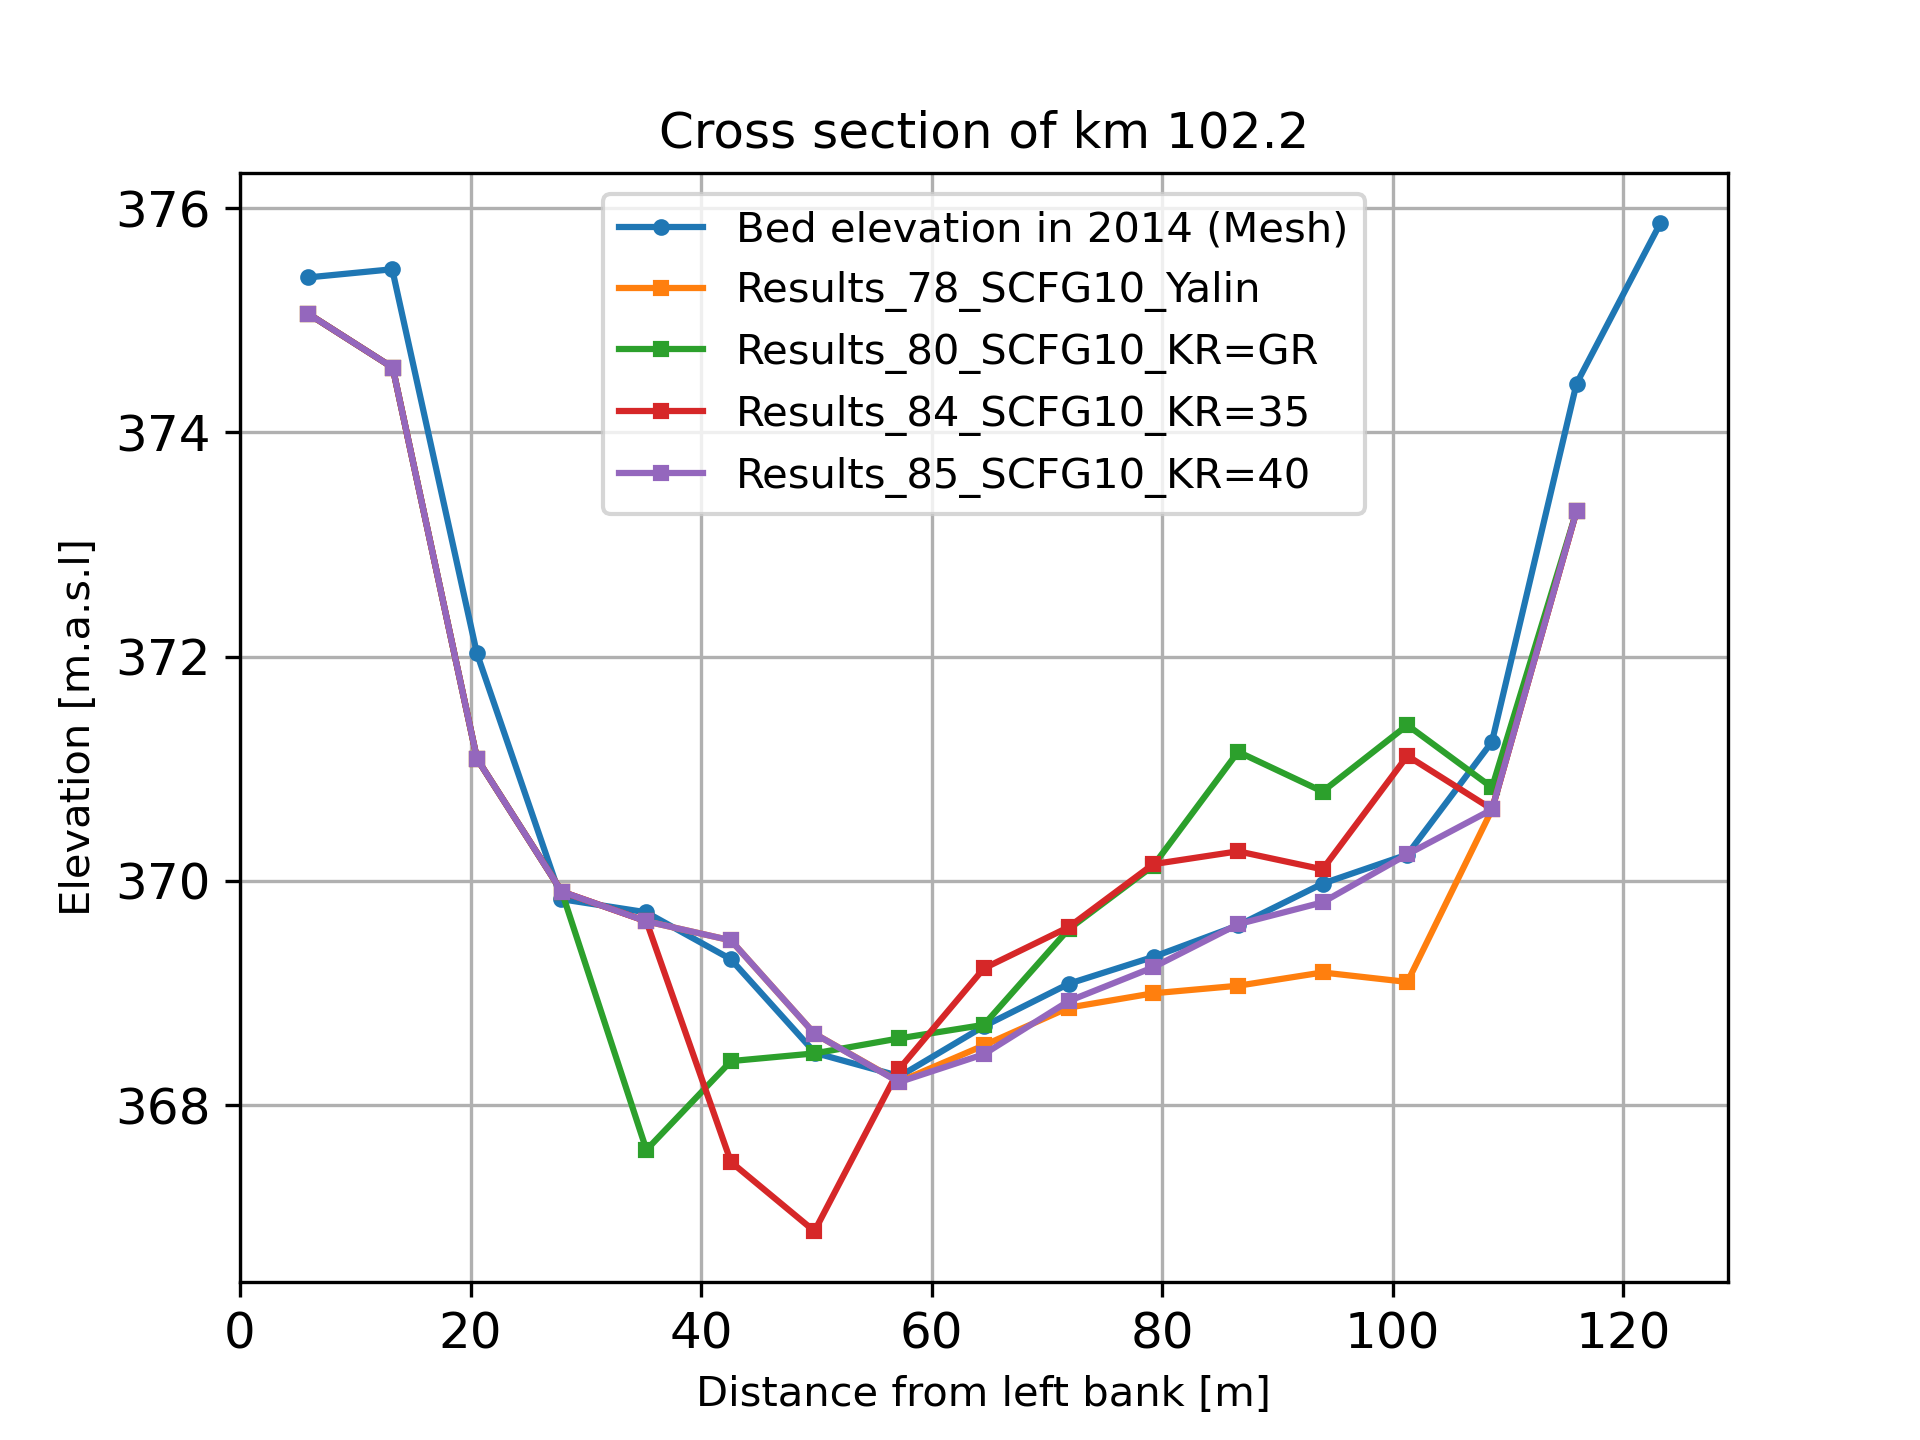 Cross section of km 102.2
Bed elevation in 2014 (Mesh)
Results_78_SCFG10_Yalin
Results_80_SCFG10_KR=GR
Results_84_SCFG10_KR=35
Results_85_SCFG10_KR=40
376
374
372
370
368
Elevation [m.a.s.l]
0 20 40 60 80 100 120
Distance from left bank [m]